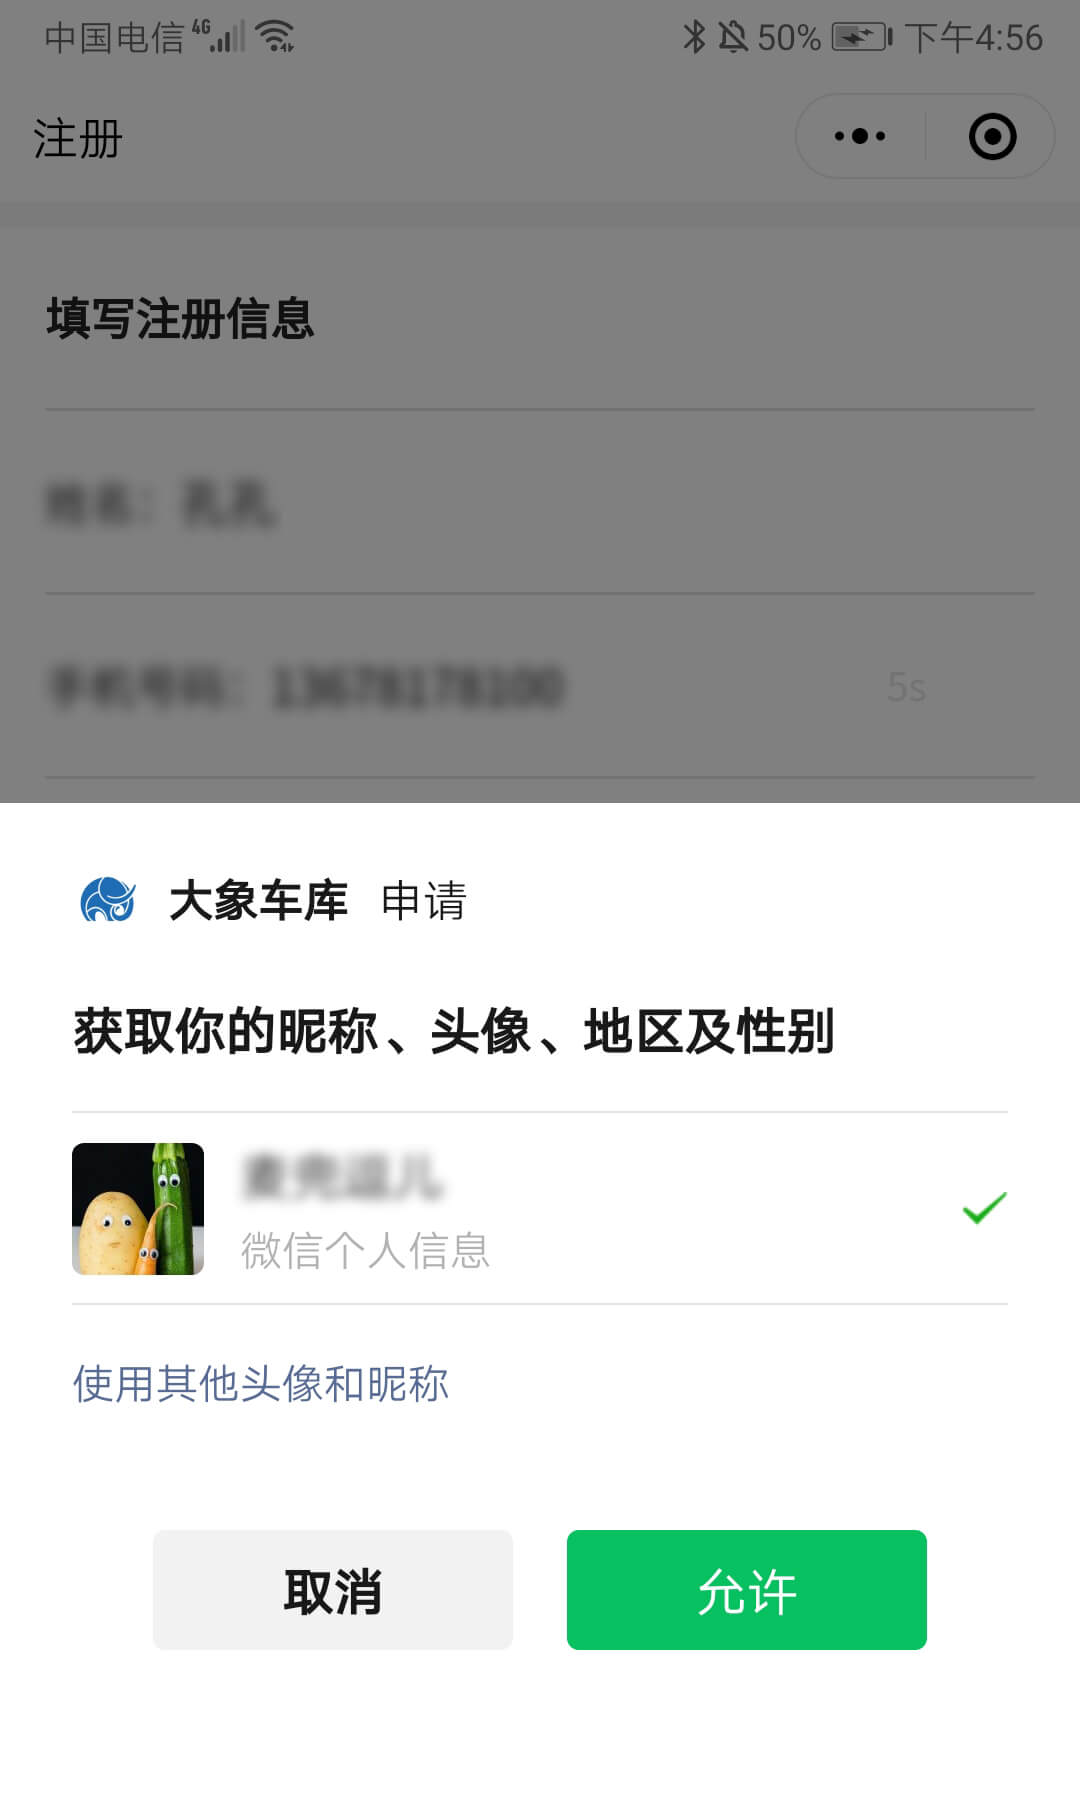 中国电信 4G 50% 下午4:56
注册
填写注册信息
5s
大象车库 申请
获取你的昵称、头像、地区及性别
微信个人信息
使用其他头像和昵称
取消 允许